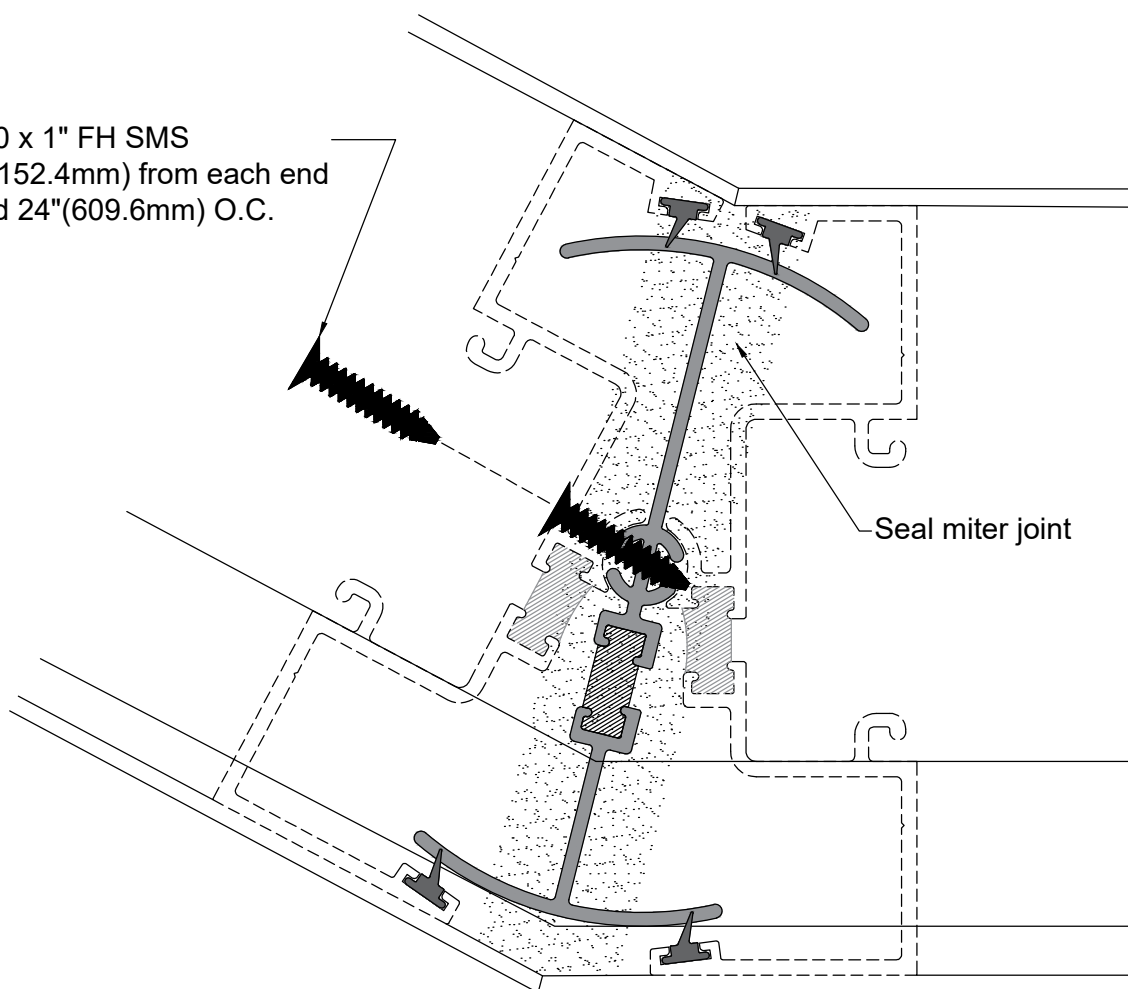 0 x 1" FH SMS
152.4mm) from each end
24"(609.6mm) O.C.
Seal miter joint